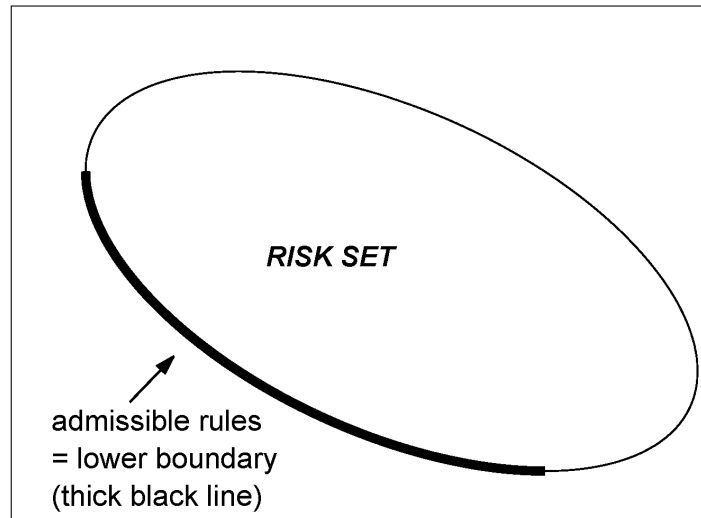 RISK SET
admissible rules
= lower boundary
(thick black line)